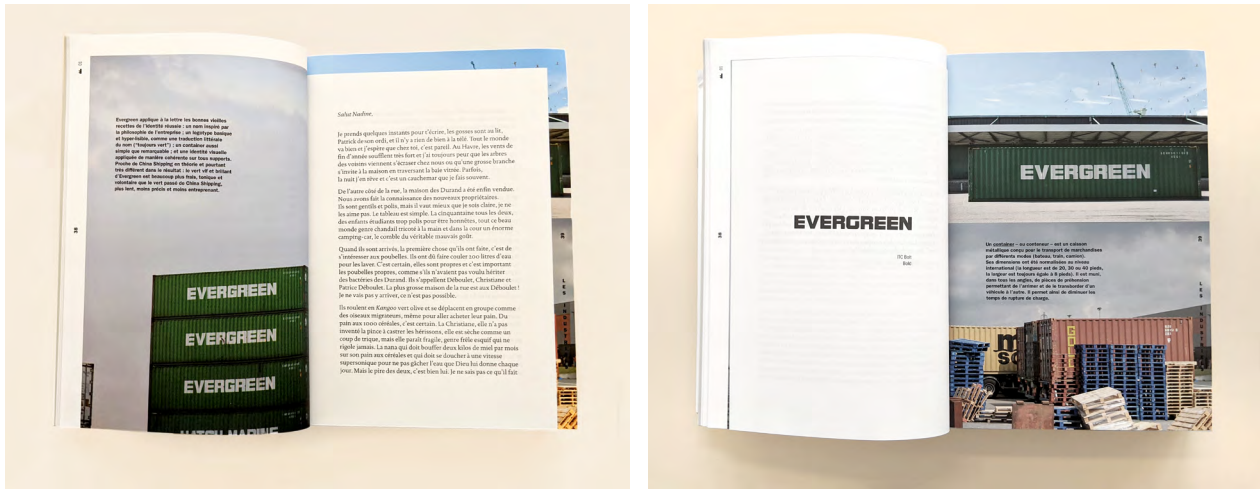 Evergreen applique à la lettre les bonnes vieilles
recettes de l'identité réussie : un nom inspiré par
la philosophie de l'entreprise ; un logotype basique
et hyper-lisible, comme une traduction littérale
du nom ("toujours vert") ; un container aussi
simple que remarquable ; et une identité visuelle
appliquée de manière cohérente sur tous supports.
Proche de China Shipping en théorie et pourtant
très différent dans le résultat : le vert vif et brillant
d'Evergreen est beaucoup plus frais, tonique et
volontaire que le vert passé de China Shipping,
plus lent, moins précis et moins entreprenant.
EVERGREEN
EVERGREEN
EVERGREEN
Salut Nadine,
Je prends quelques instants pour t'écrire, les gosses sont au lit,
Patrick de son ordi, et il n'y a rien de bien à la télé. Tout le monde
va bien et j'espère que chez toi, c'est pareil. Au Havre, les vents de
fin d'année soufflent très fort et j'ai toujours peur que les arbres
des voisins viennent s'écraser chez nous ou qu'une grosse branche
s'invite à la maison en traversant la baie vitrée. Parfois,
la nuit j'en rêve et c'est un cauchemar que je fais souvent.
De l'autre côté de la rue, la maison des Durand a été enfin vendue.
Nous avons fait la connaissance des nouveaux propriétaires.
Ils sont gentils et polis, mais il vaut mieux que je sois claire, je ne
les aime pas. Le tableau est simple. La cinquantaine tous les deux,
des enfants étudiants trop polis pour être honnêtes, tout ce beau
monde genre chandail tricoté à la main et dans la cour un énorme
camping-car, le comble du véritable mauvais goût.
Quand ils sont arrivés, la première chose qu'ils ont faite, c'est de
s'intéresser aux poubelles. Ils ont dû faire couler 200 litres d'eau
pour les laver. C'est certain, elles sont propres et c'est important
les poubelles propres, comme s'ils n'avaient pas voulu hériter
des bactéries des Durand. Ils s'appellent Débouler, Christiane et
Patrice Débouler. La plus grosse maison de la rue est aux Débouler !
Je ne vais pas y arriver, ce n'est pas possible.
Ils roulent en Kangoo vert olive et se déplacent en groupe comme
des oiseaux migrateurs, même pour aller acheter leur pain. Du
pain aux 1000 céréales, c'est certain. La Christiane, elle n'a pas
inventé la pince à castrer les hérissons, elle est sèche comme un
coup de trique, mais elle paraît fragile, genre frêle esquif qui ne
rigole jamais. La nana qui doit bouffer deux kilos de miel par mois
sur son pain aux céréales et qui doit se doucher à une vitesse
supersonique pour ne pas gâcher l'eau que Dieu lui donne chaque
jour. Mais le pire des deux, c'est bien lui. Je ne sais pas ce qu'il fait
EVERGREEN
EVERGREEN
Un container – ou conteneur – est un caisson
métallique conçu pour le transport de marchandises
par différents modes (bateau, train, camion).
Ses dimensions ont été normalisées au niveau
international (la longueur est de 20, 30 ou 40 pieds,
la largeur est toujours égale à 8 pieds). Il est muni,
dans tous les angles, de pièces de préhension
permettant de l'arrimer et de le transborder d'un
véhicule à l'autre. Il permet ainsi de diminuer les
temps de rupture de charge.